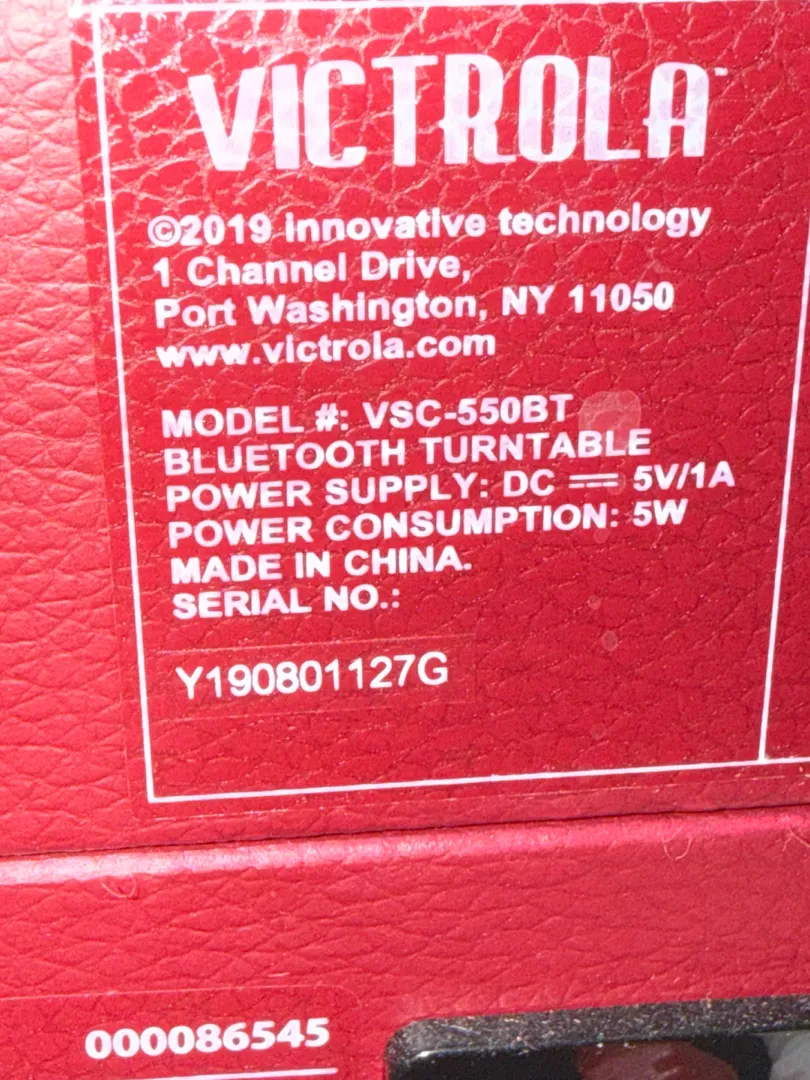 VICTROLA™
©2019 innovative technology
1 Channel Drive,
Port Washington, NY 11050
www.victrola.com
MODEL #: VSC-550BT
BLUETOOTH TURNTABLE
POWER SUPPLY: DC ⎓ 5V/1A
POWER CONSUMPTION: 5W
MADE IN CHINA.
SERIAL NO.:
Y190801127G
000086545